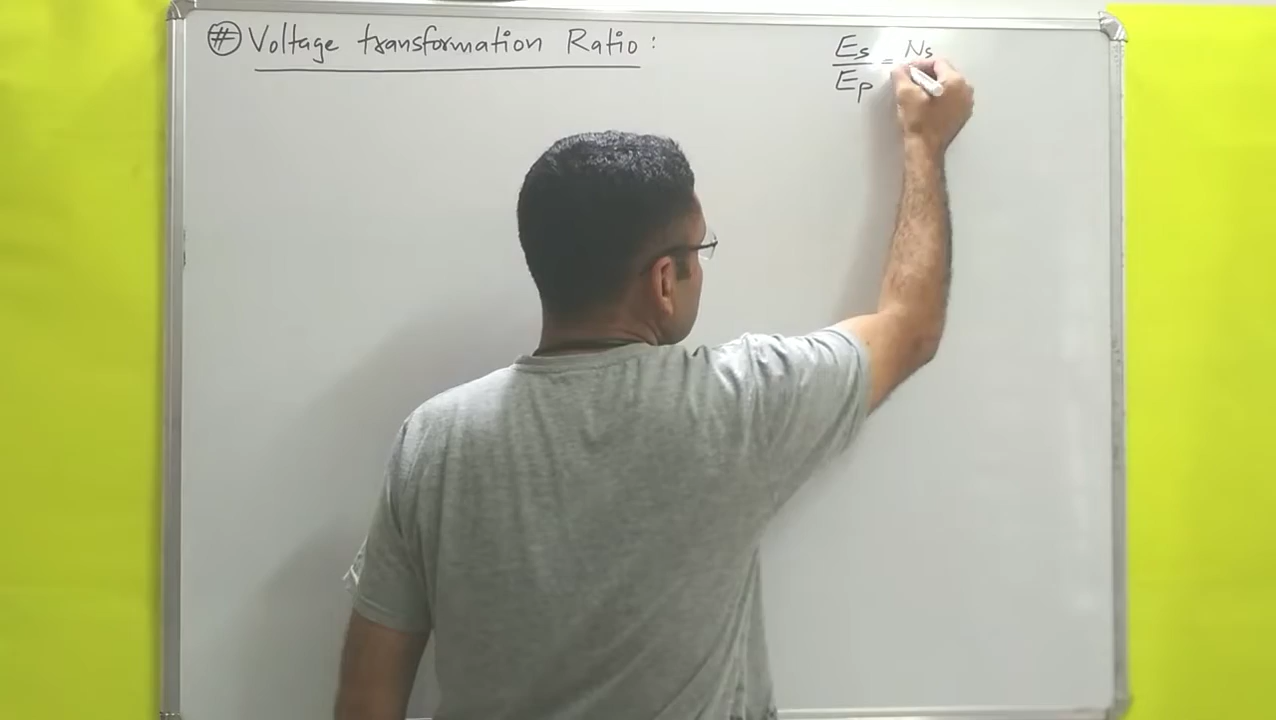 # Voltage transformation Ratio :
Es/Ep = Ns